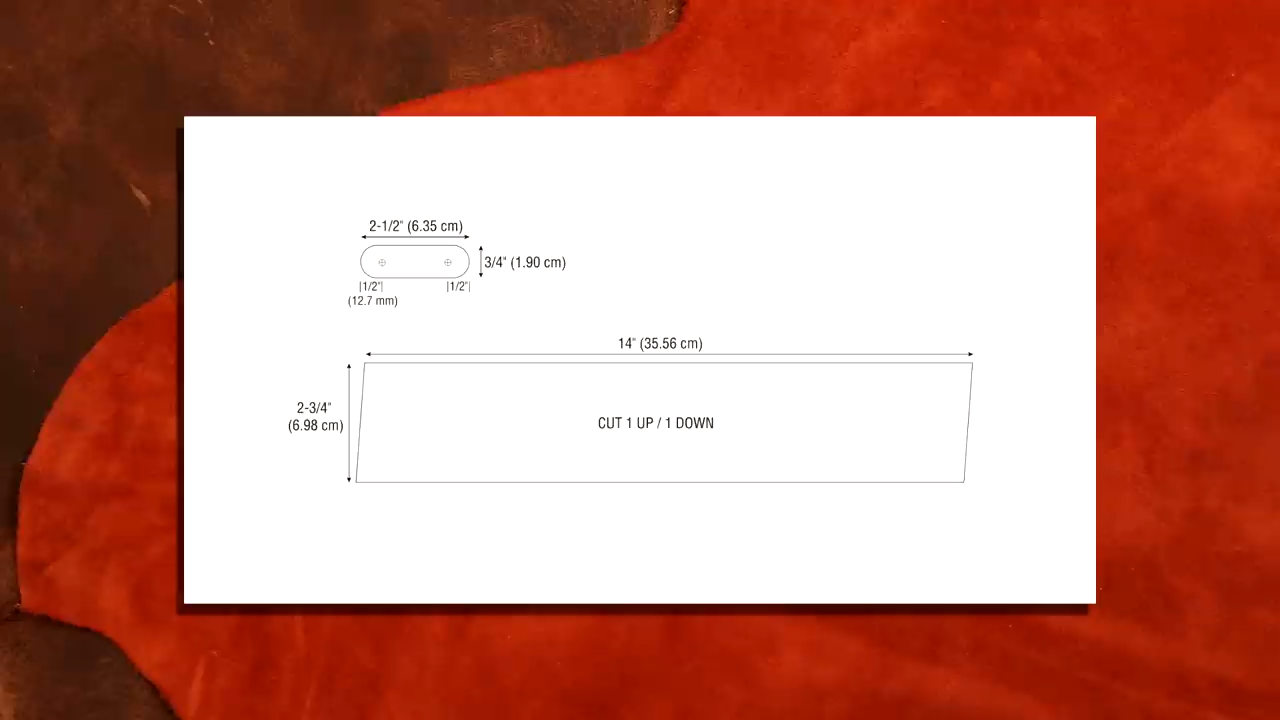 2-1/2" (6.35 cm)
3/4" (1.90 cm)
|1/2"| |1/2"|
(12.7 mm)
14" (35.56 cm)
2-3/4"
(6.98 cm)
CUT 1 UP / 1 DOWN